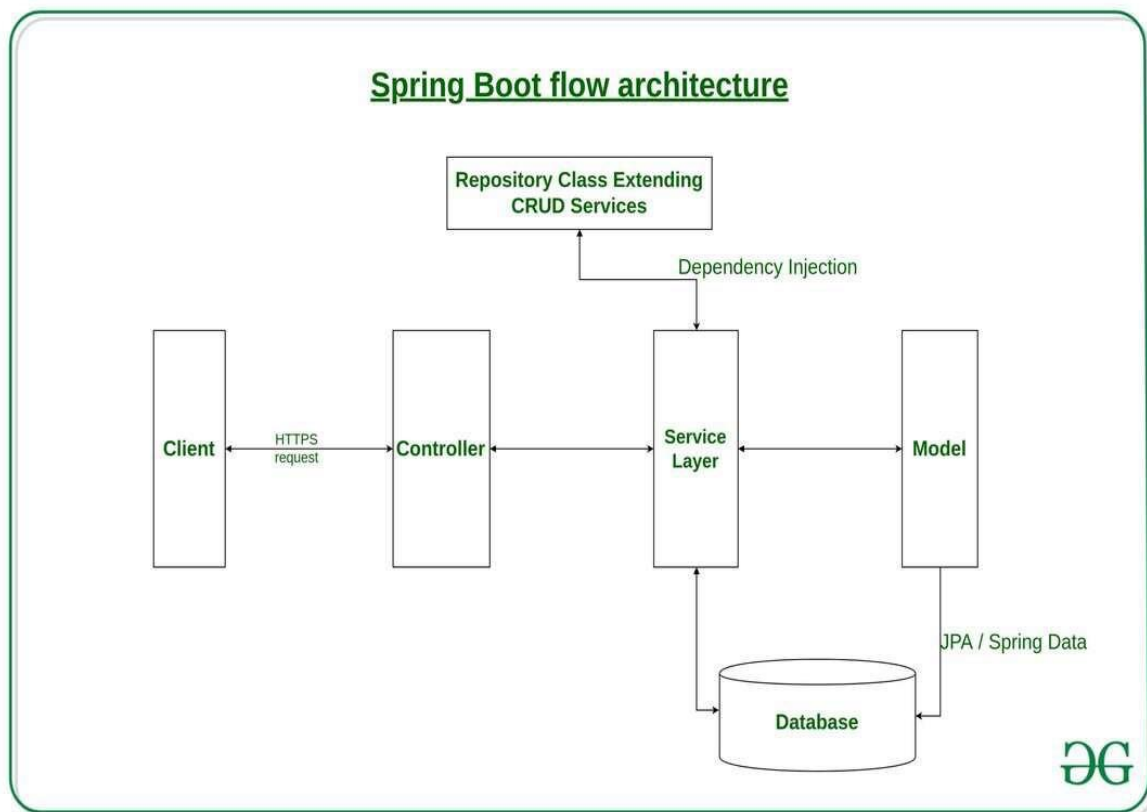 Spring Boot flow architecture
Repository Class Extending
CRUD Services
Dependency Injection
Client
HTTPS
request
Controller
Service
Layer
Model
JPA / Spring Data
Database